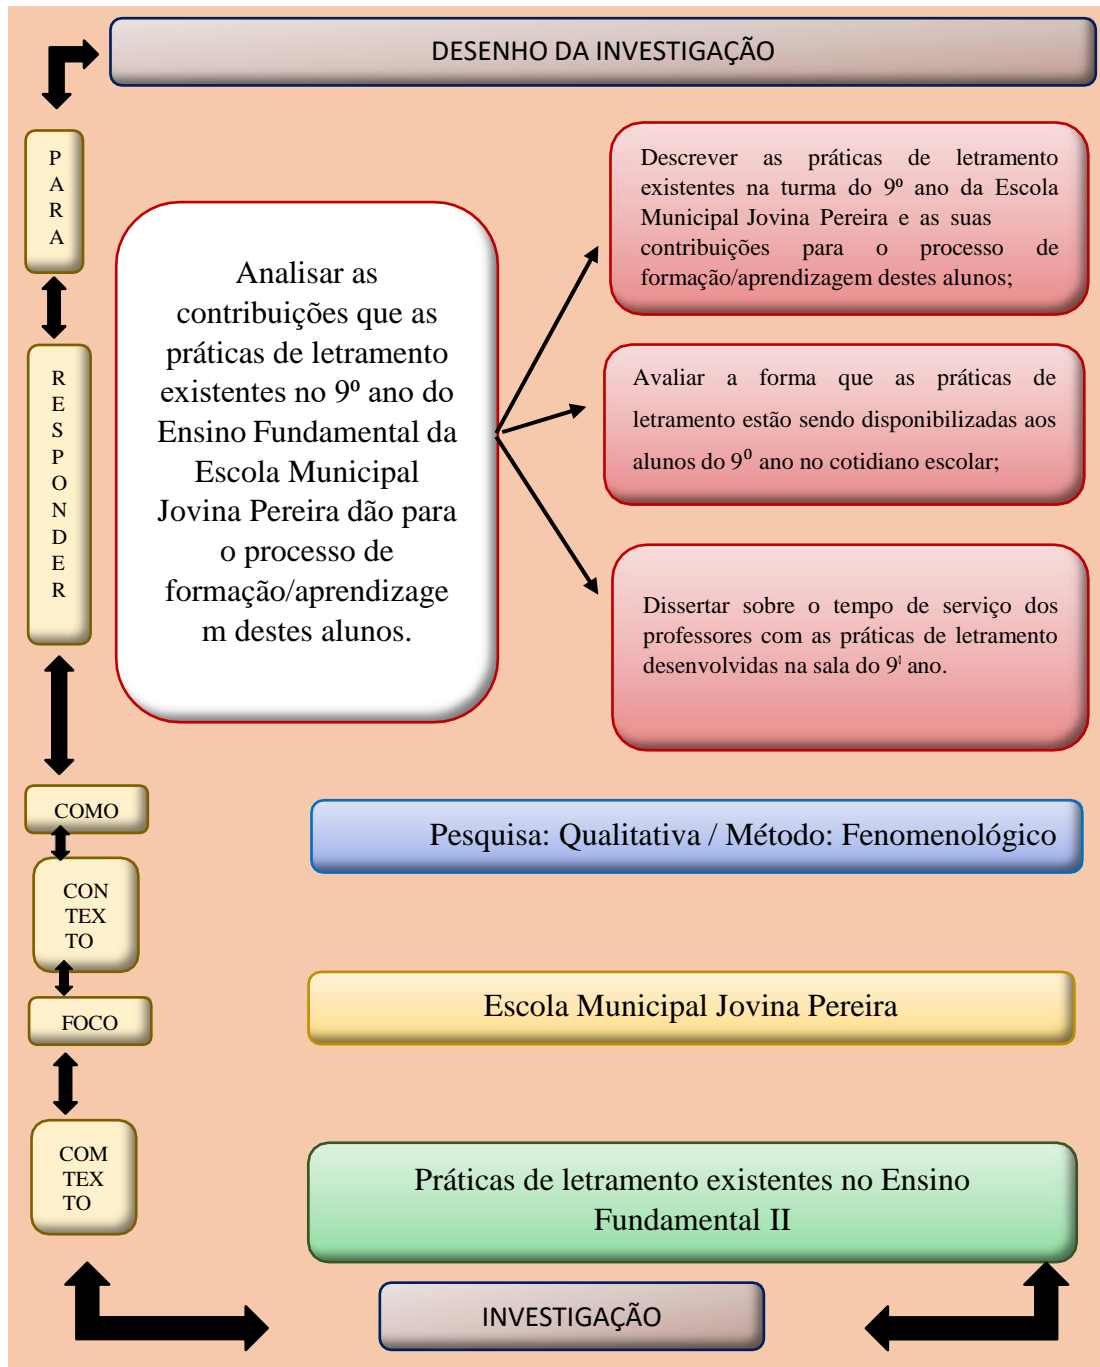 DESENHO DA INVESTIGAÇÃO
P
A
R
A
R
E
S
P
O
N
D
E
R
Analisar as
contribuições que as
práticas de letramento
existentes no 9º ano do
Ensino Fundamental da
Escola Municipal
Jovina Pereira dão para
o processo de
formação/aprendizage
m destes alunos.
Descrever as práticas de letramento
existentes na turma do 9º ano da Escola
Municipal Jovina Pereira e as suas
contribuições para o processo de
formação/aprendizagem destes alunos;
Avaliar a forma que as práticas de
letramento estão sendo disponibilizadas aos
alunos do 9º ano no cotidiano escolar;
Dissertar sobre o tempo de serviço dos
professores com as práticas de letramento
desenvolvidas na sala do 9 ano.
COMO
Pesquisa: Qualitativa / Método: Fenomenológico
CON
TEX
TO
FOCO
Escola Municipal Jovina Pereira
COM
TEX
TO
Práticas de letramento existentes no Ensino
Fundamental II
INVESTIGAÇÃO